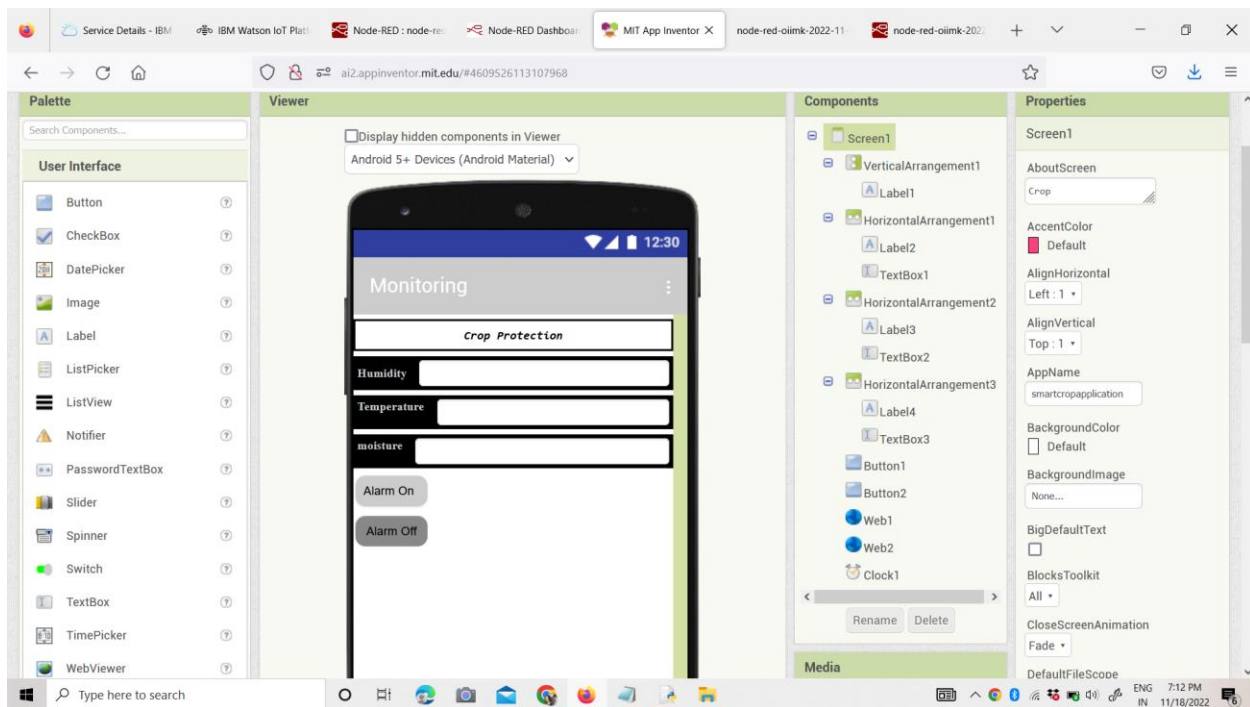 Service Details - IBM
IBM Watson IoT Platf
Node-RED : node-re
Node-RED Dashboar
MIT App Inventor
node-red-oiimk-2022-11-
node-red-oiimk-202
ai2.appinventor.mit.edu/#4609526113107968
Palette
Search Components...
User Interface
Button
CheckBox
DatePicker
Image
Label
ListPicker
ListView
Notifier
PasswordTextBox
Slider
Spinner
Switch
TextBox
TimePicker
WebViewer
Viewer
Display hidden components in Viewer
Android 5+ Devices (Android Material)
12:30
Monitoring
Crop Protection
Humidity
Temperature
moisture
Alarm On
Alarm Off
Components
Screen1
VerticalArrangement1
Label1
HorizontalArrangement1
Label2
TextBox1
HorizontalArrangement2
Label3
TextBox2
HorizontalArrangement3
Label4
TextBox3
Button1
Button2
Web1
Web2
Clock1
Rename Delete
Media
Properties
Screen1
AboutScreen
Crop
AccentColor
Default
AlignHorizontal
Left : 1
AlignVertical
Top : 1
AppName
smartcropapplication
BackgroundColor
Default
BackgroundImage
None...
BigDefaultText
BlocksToolkit
All
CloseScreenAnimation
Fade
DefaultFileScope
Type here to search
ENG 7:12 PM
IN 11/18/2022